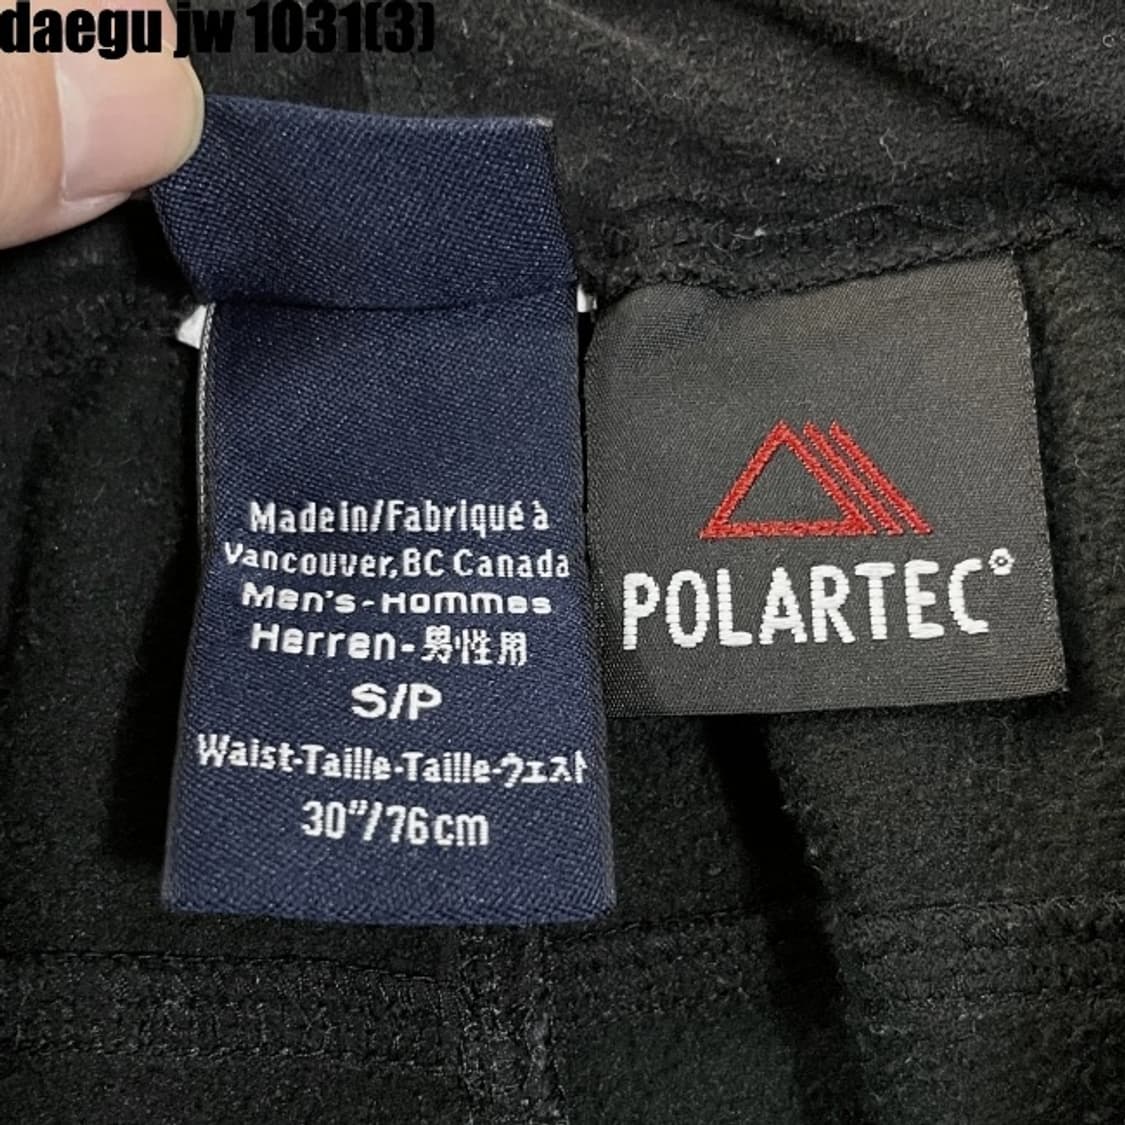 daegu jw 1031(3)
Made in/Fabriqué à
Vancouver, BC Canada
Men's-Hommes
Herren-男性用
S/P
Waist-Taille-Taille-ウェスト
30"/76cm
POLARTEC®